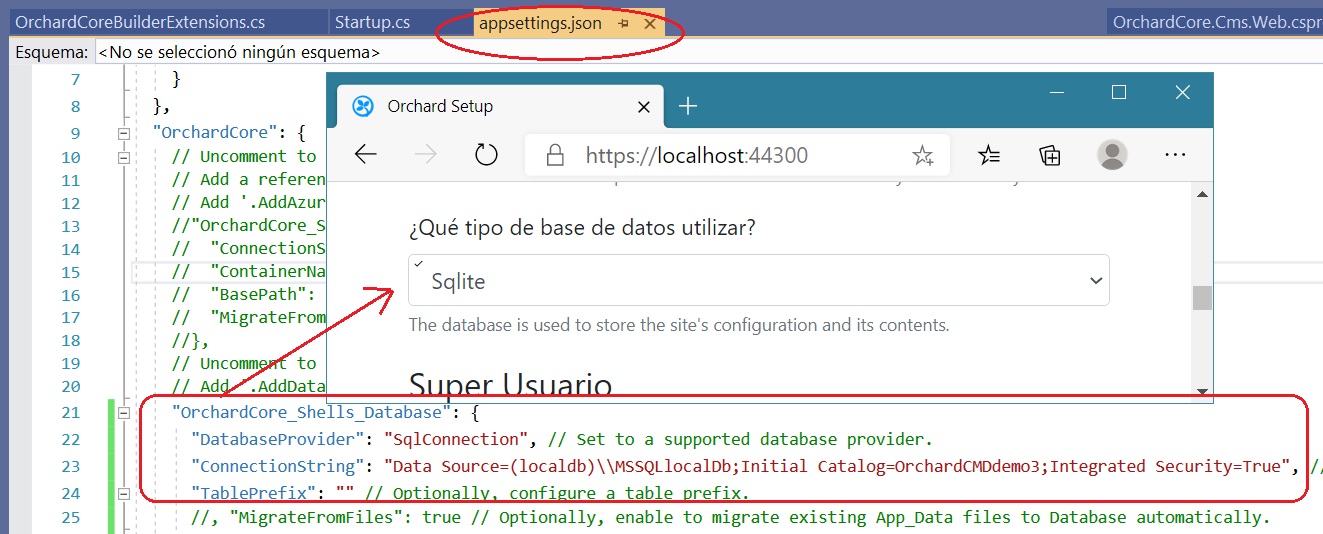 OrchardCoreBuilderExtensions.cs Startup.cs appsettings.json OrchardCore.Cms.Web.cspr
Esquema: <No se seleccionó ningún esquema>
7 }
8 },
9 "OrchardCore": {
10 // Uncomment to
11 // Add a referen
12 // Add '.AddAzur
13 //"OrchardCore_S
14 // "ConnectionS
15 // "ContainerNa
16 // "BasePath":
17 // "MigrateFrom
18 //},
19 // Uncomment to
20 // Add '.AddData
Orchard Setup
https://localhost:44300
¿Qué tipo de base de datos utilizar?
Sqlite
The database is used to store the site's configuration and its contents.
Super Usuario
21 "OrchardCore_Shells_Database": {
22 "DatabaseProvider": "SqlConnection", // Set to a supported database provider.
23 "ConnectionString": "Data Source=(localdb)\\MSSQLlocalDb;Initial Catalog=OrchardCMDdemo3;Integrated Security=True", //
24 "TablePrefix": "" // Optionally, configure a table prefix.
25 //, "MigrateFromFiles": true // Optionally, enable to migrate existing App_Data files to Database automatically.